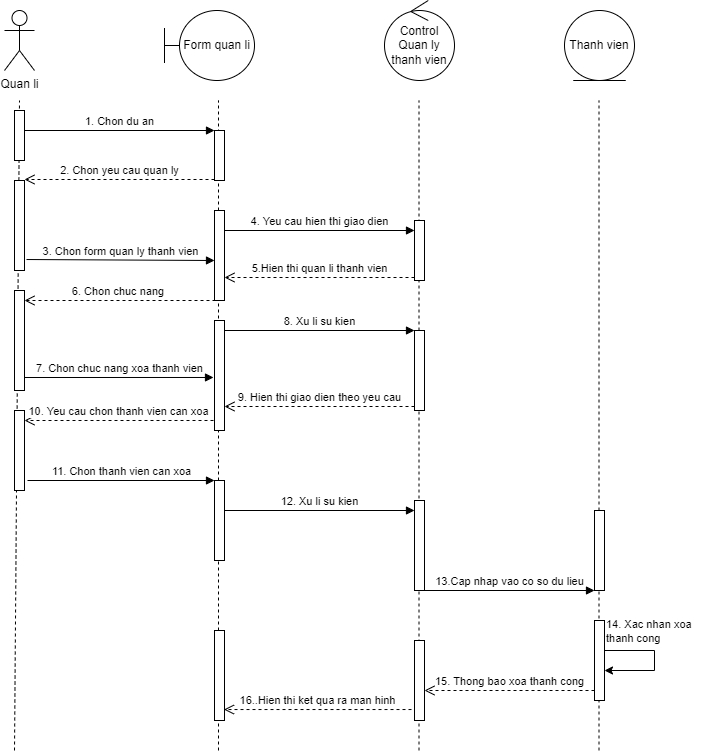 Quan li
Form quan li
Control
Quan ly
thanh vien
Thanh vien
1. Chon du an
2. Chon yeu cau quan ly
4. Yeu cau hien thi giao dien
3. Chon form quan ly thanh vien
5.Hien thi quan li thanh vien
6. Chon chuc nang
8. Xu li su kien
7. Chon chuc nang xoa thanh vien
9. Hien thi giao dien theo yeu cau
10. Yeu cau chon thanh vien can xoa
11. Chon thanh vien can xoa
12. Xu li su kien
13.Cap nhap vao co so du lieu
14. Xac nhan xoa
thanh cong
15. Thong bao xoa thanh cong
16..Hien thi ket qua ra man hinh